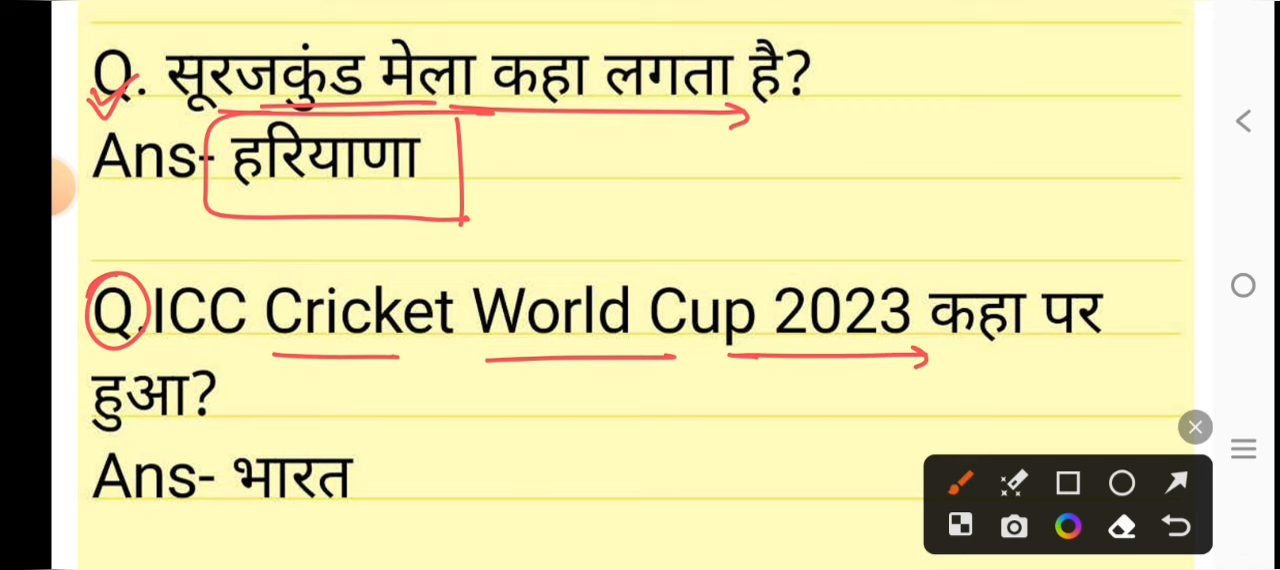 Q. सूरजकुंड मेला कहा लगता है?
Ans- हरियाणा
Q.ICC Cricket World Cup 2023 कहा पर
हुआ?
Ans- भारत